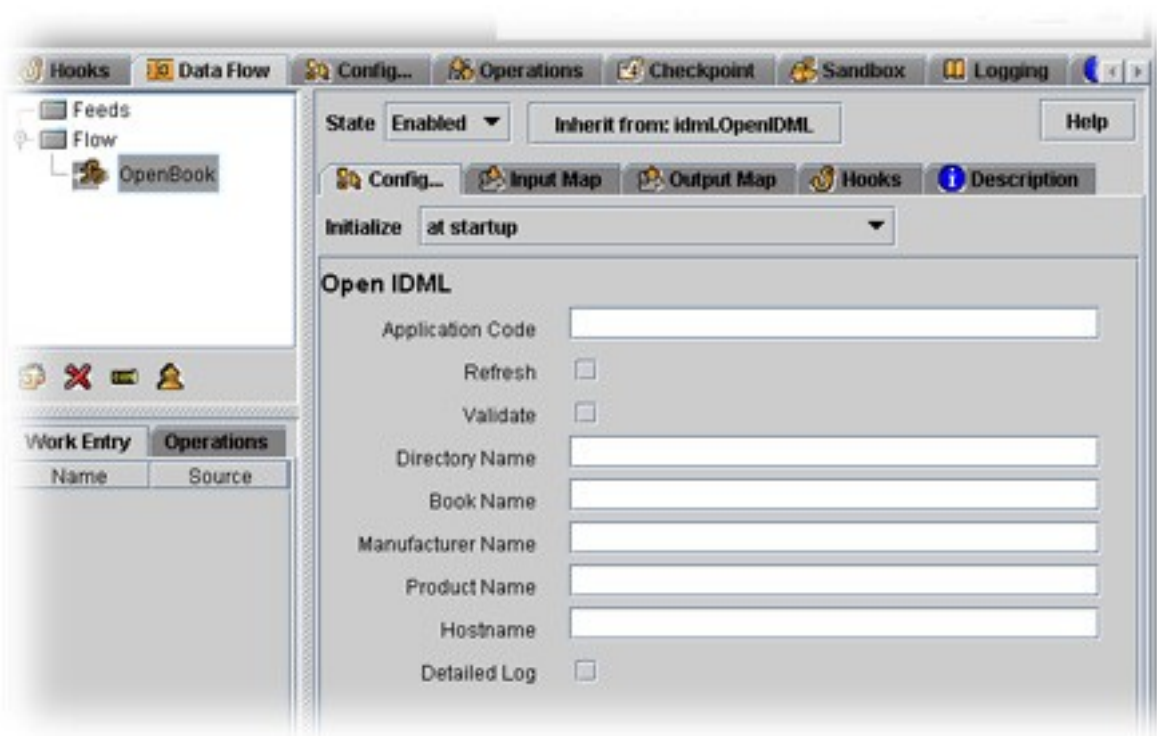 Hooks Data Flow Config... Operations Checkpoint Sandbox Logging
Feeds
Flow
OpenBook
State Enabled Inherit from: idml.OpenIDML Help
Config... Input Map Output Map Hooks Description
Initialize at startup
Open IDML
Application Code
Refresh
Validate
Directory Name
Book Name
Manufacturer Name
Product Name
Hostname
Detailed Log
Work Entry Operations
Name Source